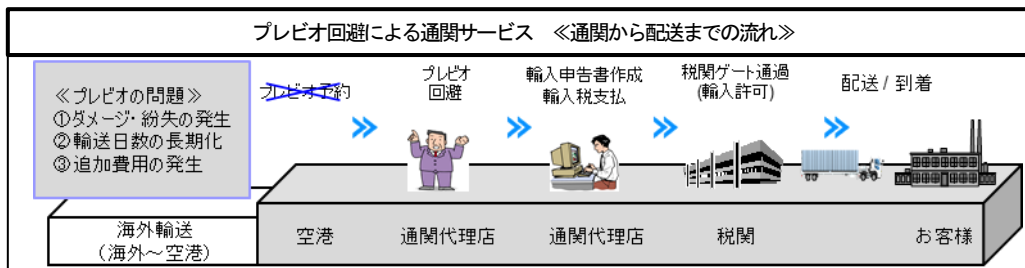 プレビオ回避による通関サービス　≪通関から配送までの流れ≫
≪プレビオの問題≫
①ダメージ・紛失の発生
②輸送日数の長期化
③追加費用の発生
プレビオ予約
プレビオ
回避
輸入申告書作成
輸入税支払
税関ゲート通過
(輸入許可)
配送 / 到着
海外輸送
(海外～空港)
空港
通関代理店
通関代理店
税関
お客様